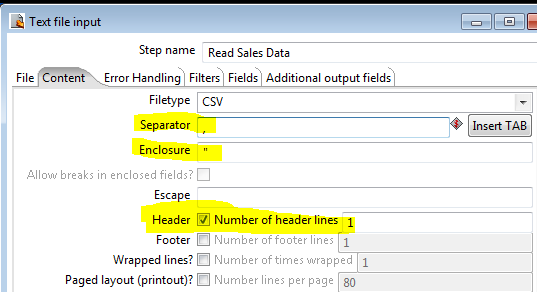 Text file input
Step name Read Sales Data
File Content Error Handling Filters Fields Additional output fields
Filetype CSV
Separator , Insert TAB
Enclosure "
Allow breaks in enclosed fields?
Escape
Header Number of header lines 1
Footer Number of footer lines 1
Wrapped lines? Number of times wrapped 1
Paged layout (printout)? Number lines per page 80